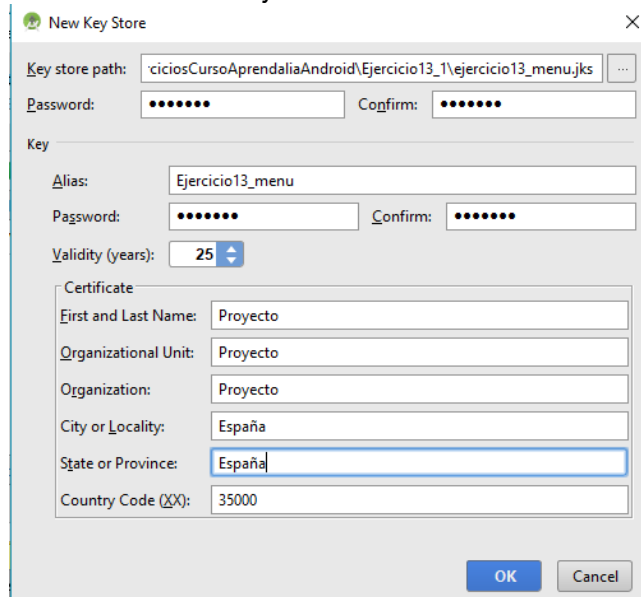 New Key Store
Key store path: ciciosCursoAprendaliaAndroid\Ejercicio13_1\ejercicio13_menu.jks ...
Password: ••••••• Confirm: •••••••
Key
Alias: Ejercicio13_menu
Password: ••••••• Confirm: •••••••
Validity (years): 25
Certificate
First and Last Name: Proyecto
Organizational Unit: Proyecto
Organization: Proyecto
City or Locality: España
State or Province: España
Country Code (XX): 35000
OK Cancel